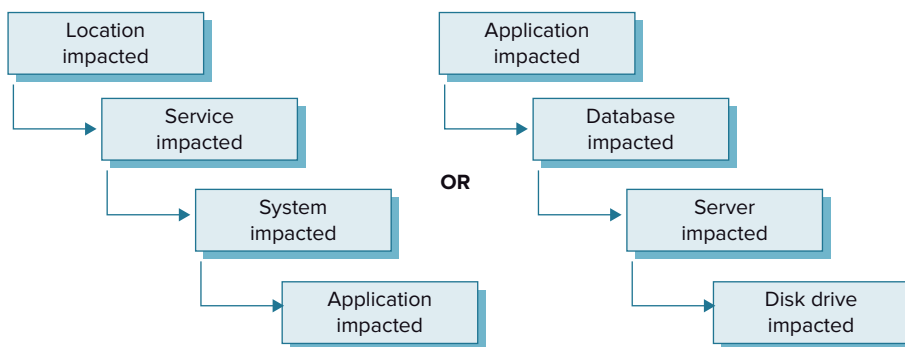 Location
impacted
Service
impacted
System
impacted
Application
impacted
OR
Application
impacted
Database
impacted
Server
impacted
Disk drive
impacted